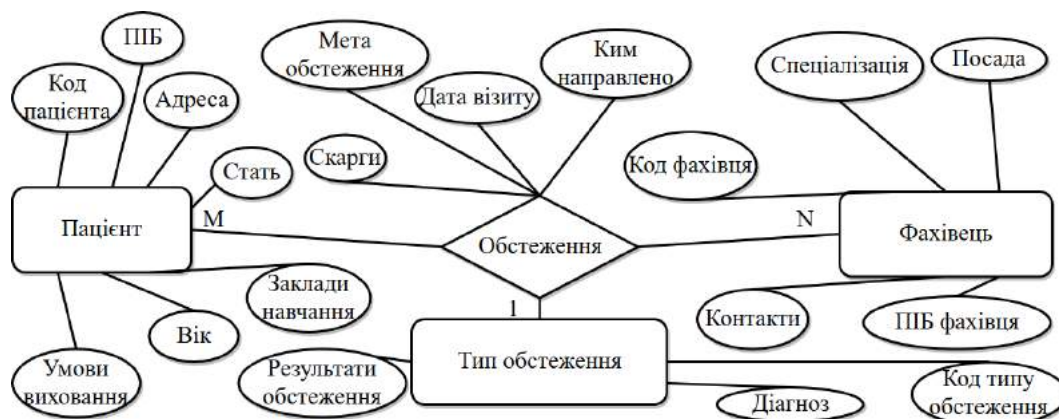 ПІБ
Мета
обстеження
Ким
направлено
Спеціалізація
Посада
Код
пацієнта
Адреса
Дата візиту
Скарги
Код фахівця
Стать
Пацієнт
M
Обстеження
N
Фахівець
Заклади
навчання
Вік
1
Контакти
ПІБ фахівця
Умови
виховання
Результати
обстеження
Тип обстеження
Діагноз
Код типу
обстеження